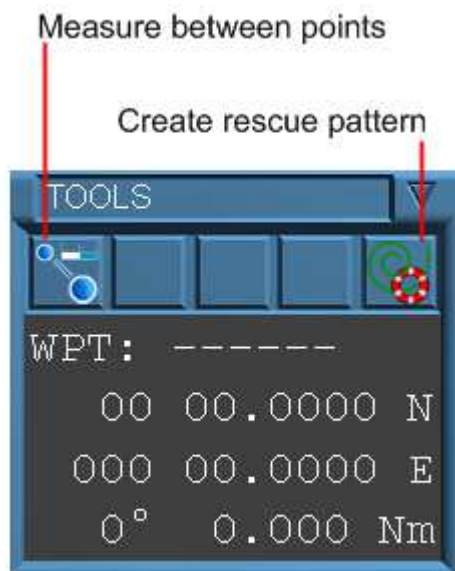 Measure between points
Create rescue pattern
TOOLS
WPT: ------
00 00.0000 N
000 00.0000 E
0° 0.000 Nm